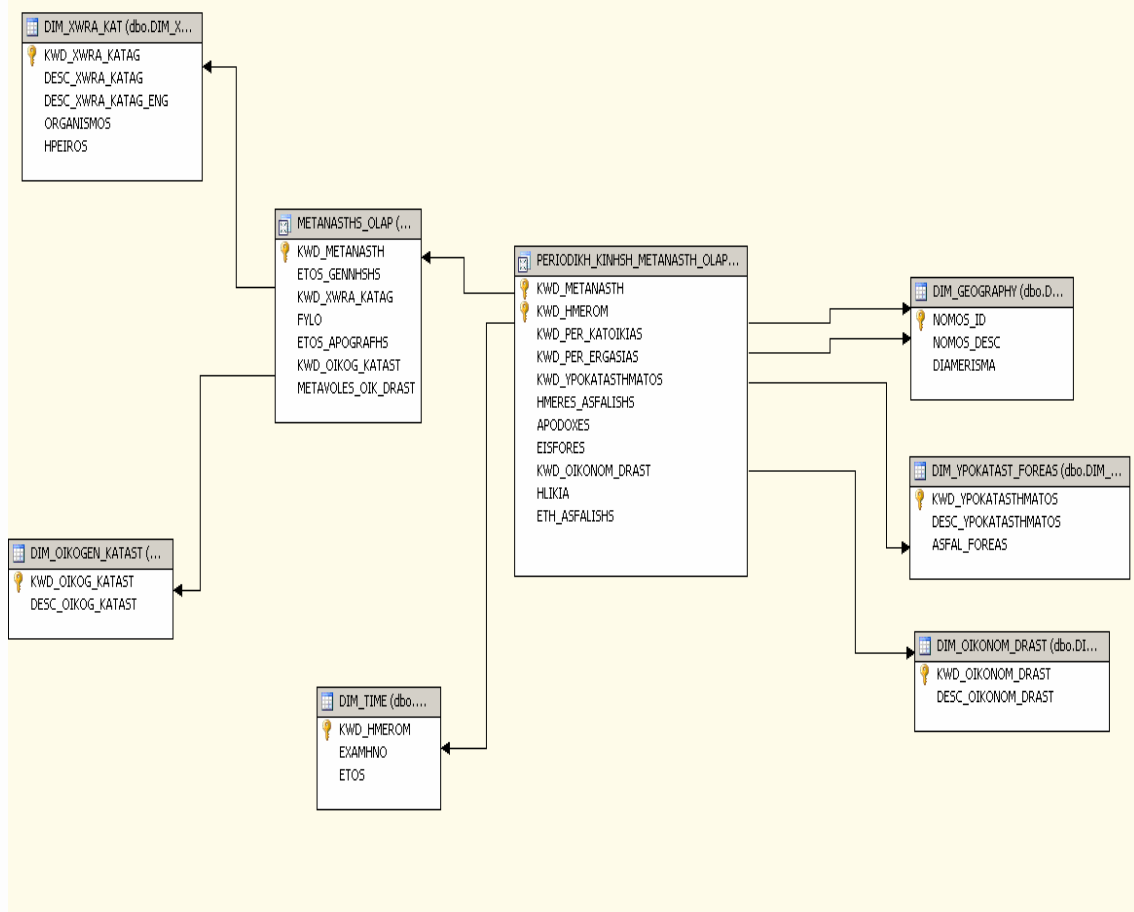 DIM_XWRA_KAT (dbo.DIM_X...
KWD_XWRA_KATAG
DESC_XWRA_KATAG
DESC_XWRA_KATAG_ENG
ORGANISMOS
HPEIROS
METANASTHS_OLAP (...
KWD_METANASTH
ETOS_GENNHSHS
KWD_XWRA_KATAG
FYLO
ETOS_APOGRAFHS
KWD_OIKOG_KATAST
METAVOLES_OIK_DRAST
PERIODIKH_KINHSH_METANASTH_OLAP...
KWD_METANASTH
KWD_HMEROM
KWD_PER_KATOIKIAS
KWD_PER_ERGASIAS
KWD_YPOKATASTHMATOS
HMERES_ASFALISHS
APODOXES
EISFORES
KWD_OIKONOM_DRAST
HLIKIA
ETH_ASFALISHS
DIM_GEOGRAPHY (dbo.D...
NOMOS_ID
NOMOS_DESC
DIAMERISMA
DIM_YPOKATAST_FOREAS (dbo.DIM_...
KWD_YPOKATASTHMATOS
DESC_YPOKATASTHMATOS
ASFAL_FOREAS
DIM_OIKOGEN_KATAST (...
KWD_OIKOG_KATAST
DESC_OIKOG_KATAST
DIM_OIKONOM_DRAST (dbo.DI...
KWD_OIKONOM_DRAST
DESC_OIKONOM_DRAST
DIM_TIME (dbo....
KWD_HMEROM
EXAMHNO
ETOS